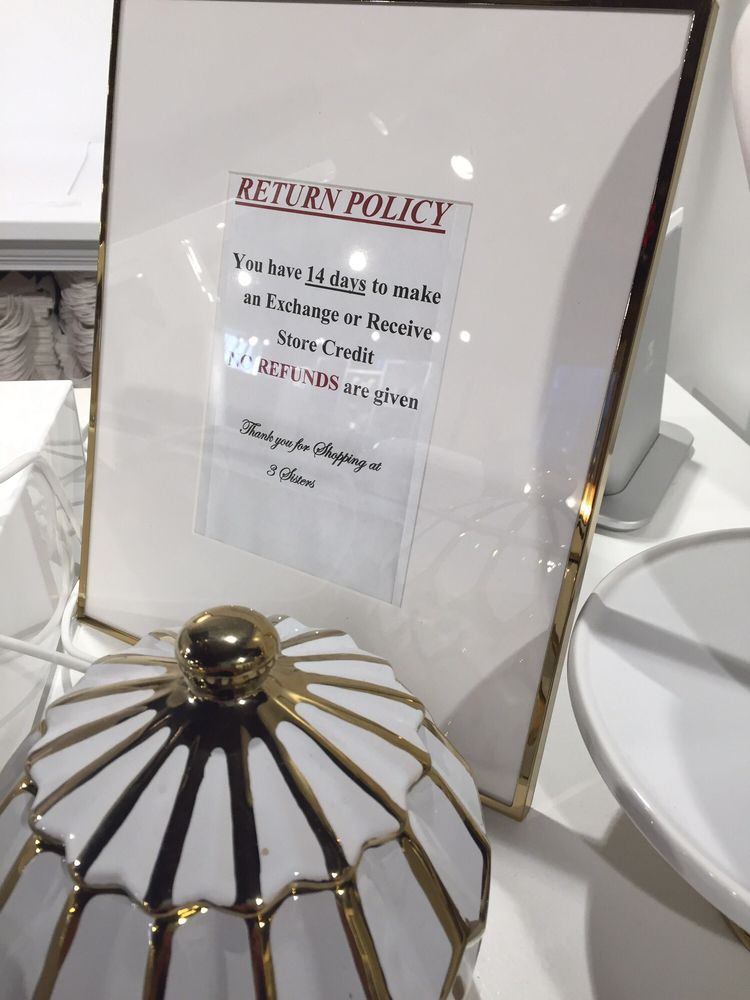 RETURN POLICY
You have 14 days to make
an Exchange or Receive
Store Credit
NO REFUNDS are given
Thank you for Shopping at
3 Sisters